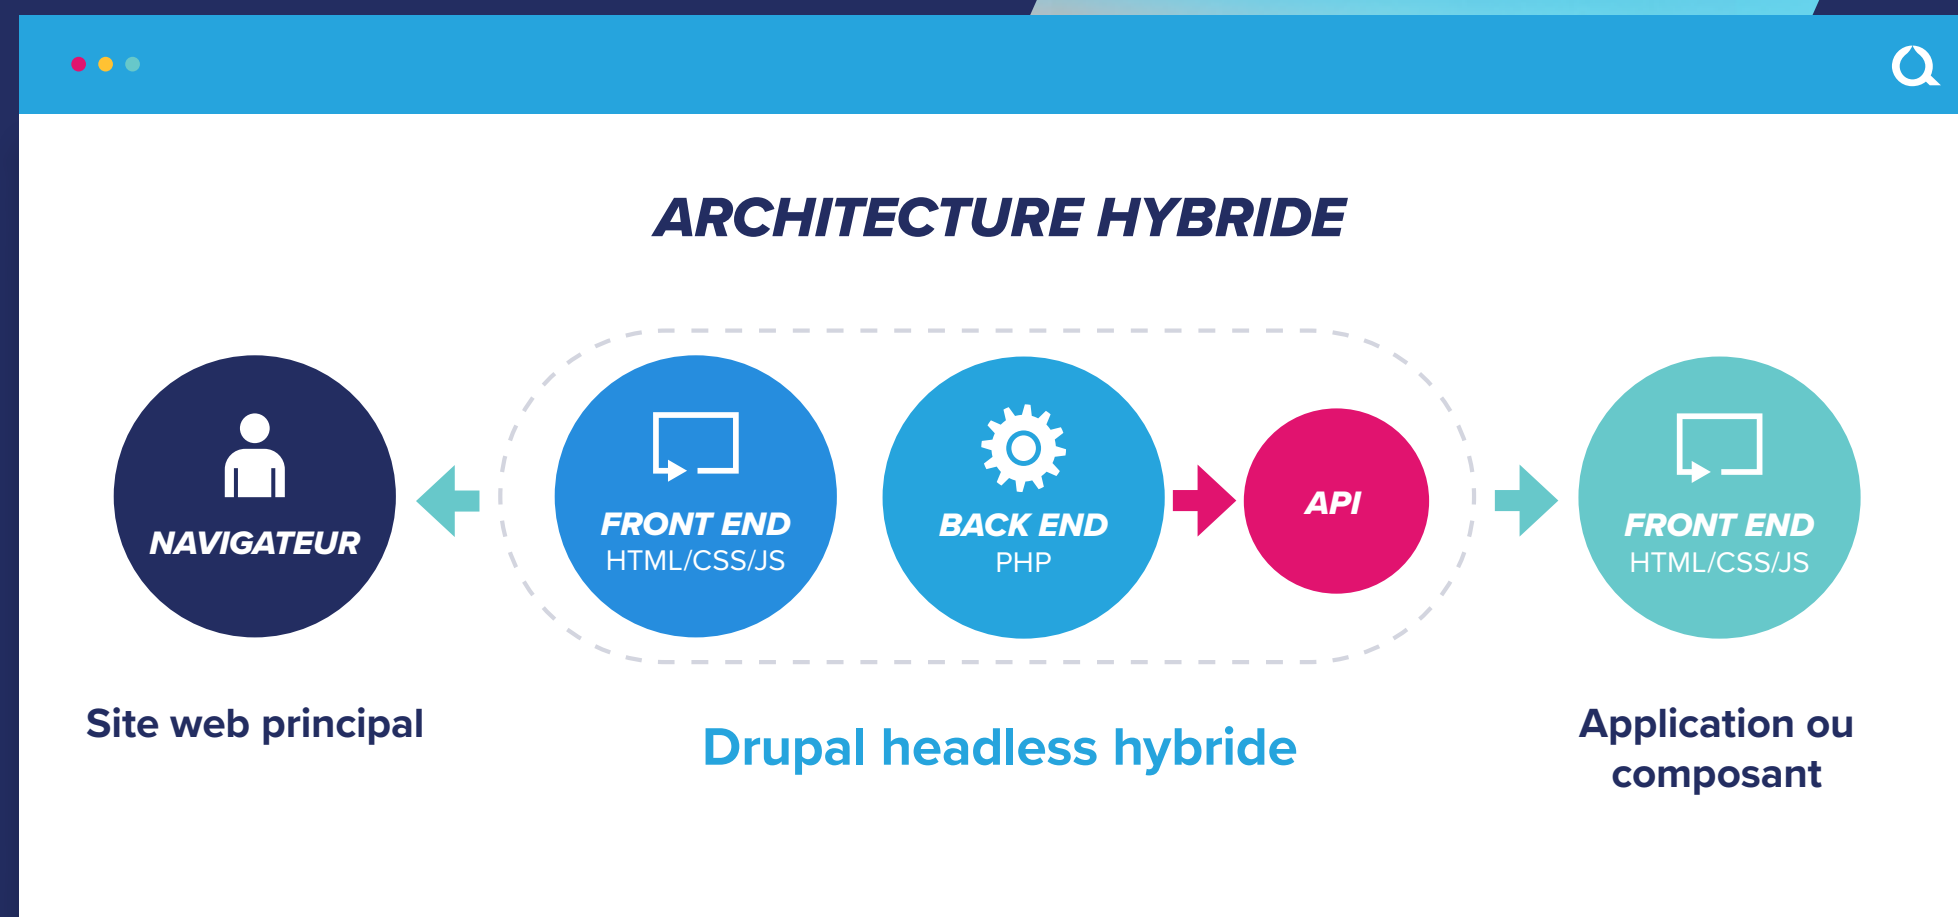 ARCHITECTURE HYBRIDE
NAVIGATEUR
FRONT END
HTML/CSS/JS
BACK END
PHP
API
FRONT END
HTML/CSS/JS
Site web principal
Drupal headless hybride
Application ou
composant